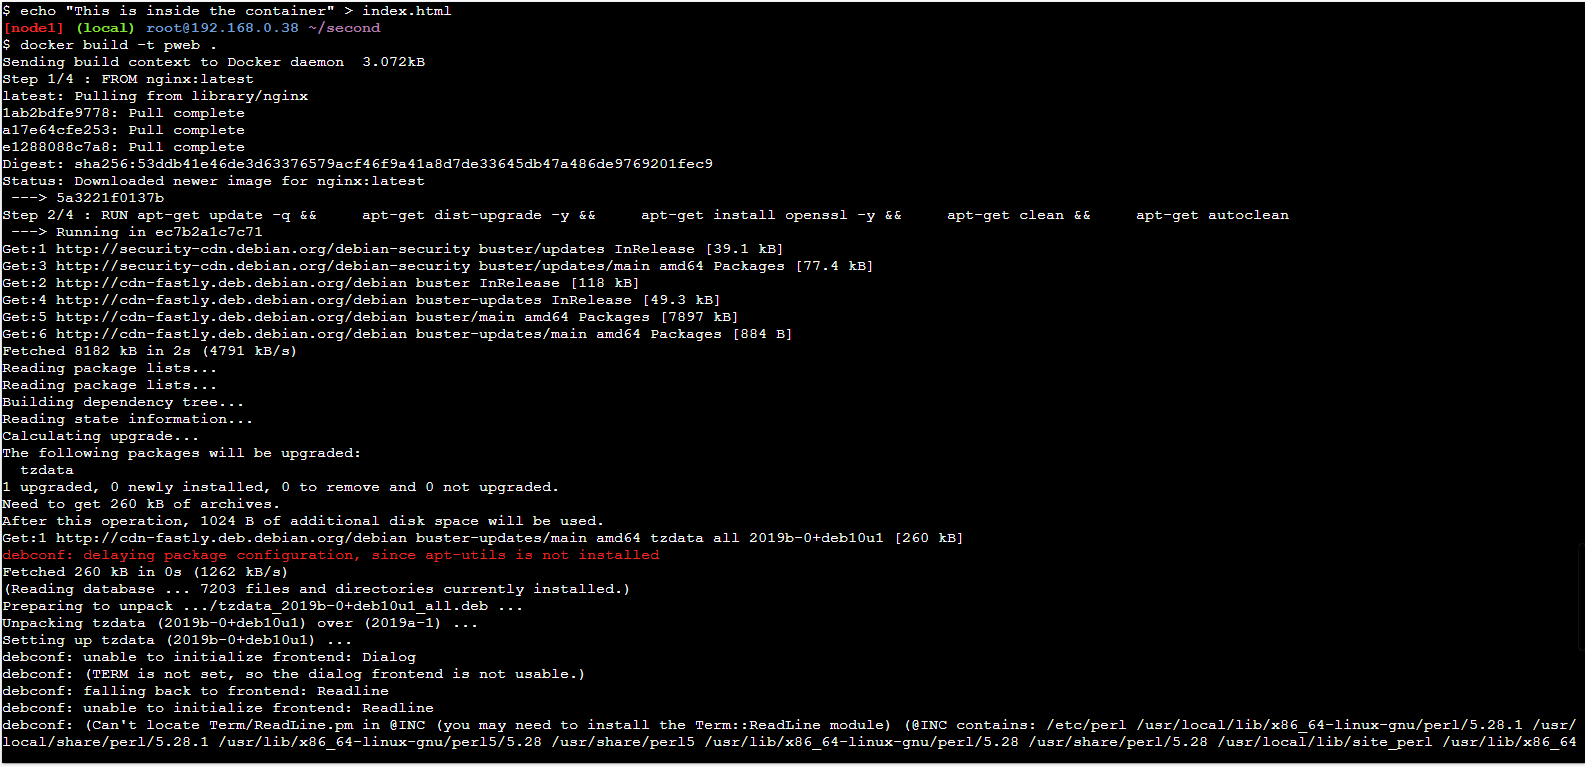 $ echo "This is inside the container" > index.html
[node1] (local) root@192.168.0.38 ~/second
$ docker build -t pweb .
Sending build context to Docker daemon  3.072kB
Step 1/4 : FROM nginx:latest
latest: Pulling from library/nginx
1ab2bdfe9778: Pull complete
a17e64cfe253: Pull complete
e1288088c7a8: Pull complete
Digest: sha256:53ddb41e46de3d63376579acf46f9a41a8d7de33645db47a486de9769201fec9
Status: Downloaded newer image for nginx:latest
 ---> 5a3221f0137b
Step 2/4 : RUN apt-get update -q &&     apt-get dist-upgrade -y &&     apt-get install openssl -y &&     apt-get clean &&     apt-get autoclean
 ---> Running in ec7b2a1c7c71
Get:1 http://security-cdn.debian.org/debian-security buster/updates InRelease [39.1 kB]
Get:3 http://security-cdn.debian.org/debian-security buster/updates/main amd64 Packages [77.4 kB]
Get:2 http://cdn-fastly.deb.debian.org/debian buster InRelease [118 kB]
Get:4 http://cdn-fastly.deb.debian.org/debian buster-updates InRelease [49.3 kB]
Get:5 http://cdn-fastly.deb.debian.org/debian buster/main amd64 Packages [7897 kB]
Get:6 http://cdn-fastly.deb.debian.org/debian buster-updates/main amd64 Packages [884 B]
Fetched 8182 kB in 2s (4791 kB/s)
Reading package lists...
Reading package lists...
Building dependency tree...
Reading state information...
Calculating upgrade...
The following packages will be upgraded:
  tzdata
1 upgraded, 0 newly installed, 0 to remove and 0 not upgraded.
Need to get 260 kB of archives.
After this operation, 1024 B of additional disk space will be used.
Get:1 http://cdn-fastly.deb.debian.org/debian buster-updates/main amd64 tzdata all 2019b-0+deb10u1 [260 kB]
debconf: delaying package configuration, since apt-utils is not installed
Fetched 260 kB in 0s (1262 kB/s)
(Reading database ... 7203 files and directories currently installed.)
Preparing to unpack .../tzdata_2019b-0+deb10u1_all.deb ...
Unpacking tzdata (2019b-0+deb10u1) over (2019a-1) ...
Setting up tzdata (2019b-0+deb10u1) ...
debconf: unable to initialize frontend: Dialog
debconf: (TERM is not set, so the dialog frontend is not usable.)
debconf: falling back to frontend: Readline
debconf: unable to initialize frontend: Readline
debconf: (Can't locate Term/ReadLine.pm in @INC (you may need to install the Term::ReadLine module) (@INC contains: /etc/perl /usr/local/lib/x86_64-linux-gnu/perl/5.28.1 /usr/
local/share/perl/5.28.1 /usr/lib/x86_64-linux-gnu/perl5/5.28 /usr/share/perl5 /usr/lib/x86_64-linux-gnu/perl/5.28 /usr/share/perl/5.28 /usr/local/lib/site_perl /usr/lib/x86_64